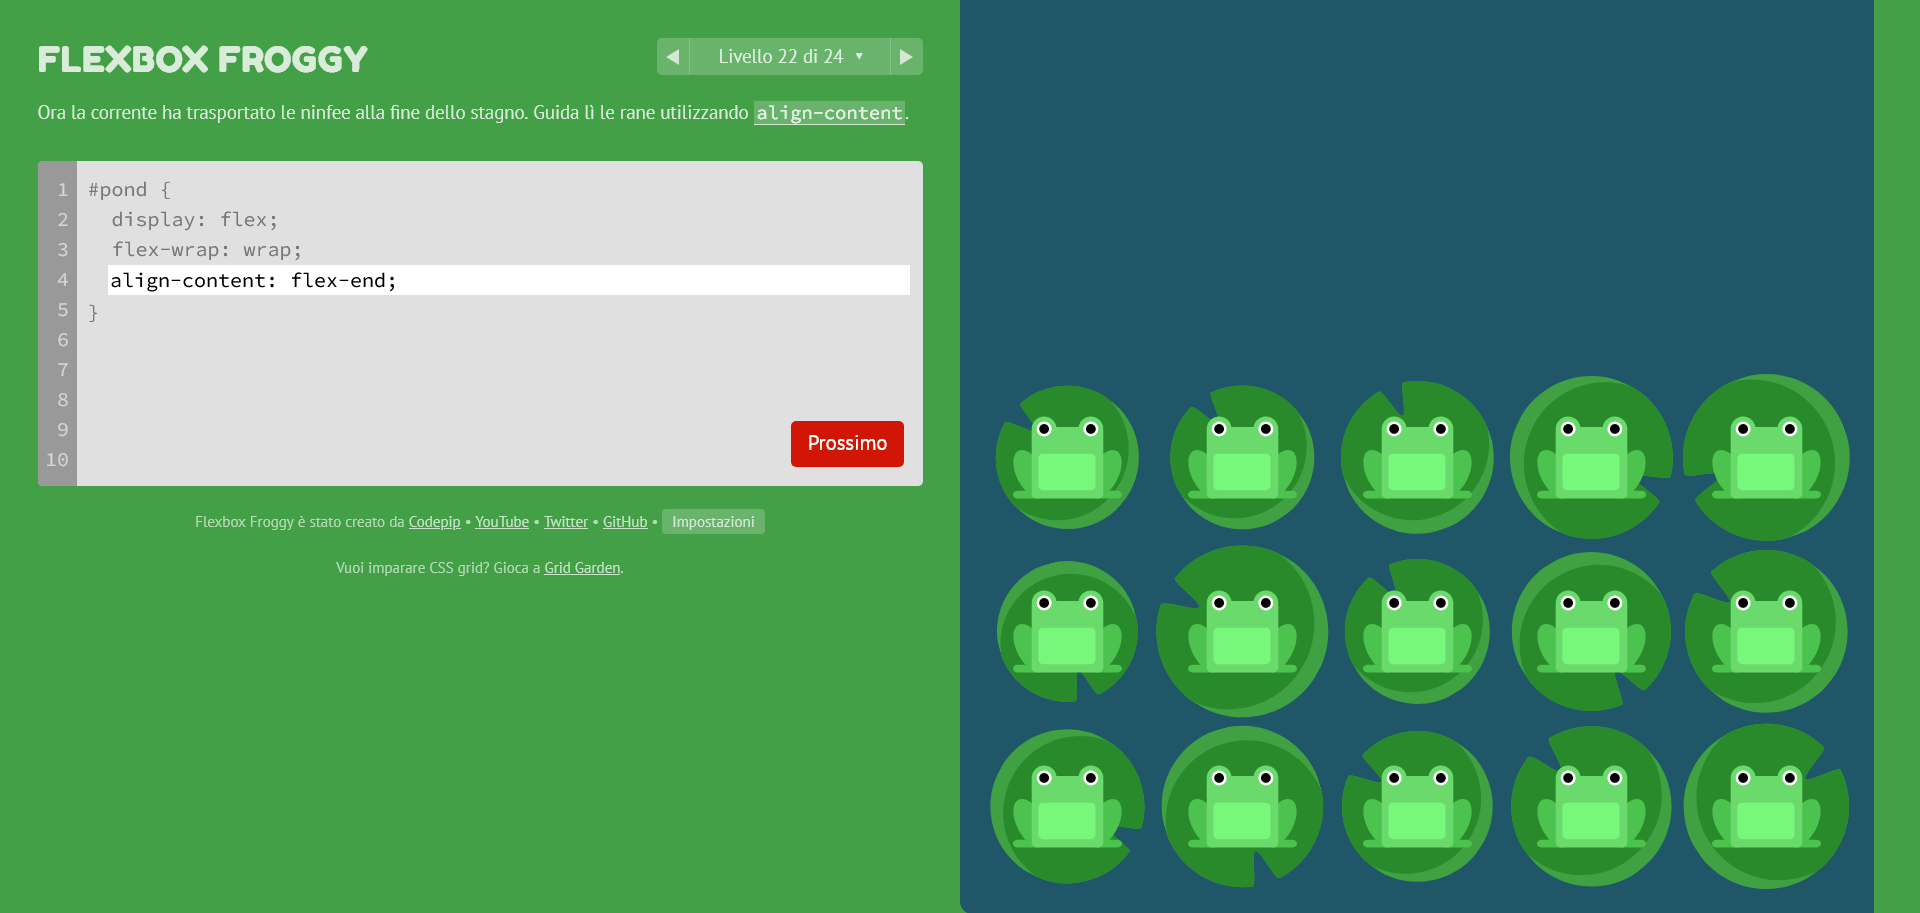 FLEXBOX FROGGY
◀ Livello 22 di 24 ▼ ▶
Ora la corrente ha trasportato le ninfee alla fine dello stagno. Guida lì le rane utilizzando align-content.
1 #pond {
2 display: flex;
3 flex-wrap: wrap;
4 align-content: flex-end;
5 }
6
7
8
9
10
Prossimo
Flexbox Froggy è stato creato da Codepip • YouTube • Twitter • GitHub • Impostazioni
Vuoi imparare CSS grid? Gioca a Grid Garden.